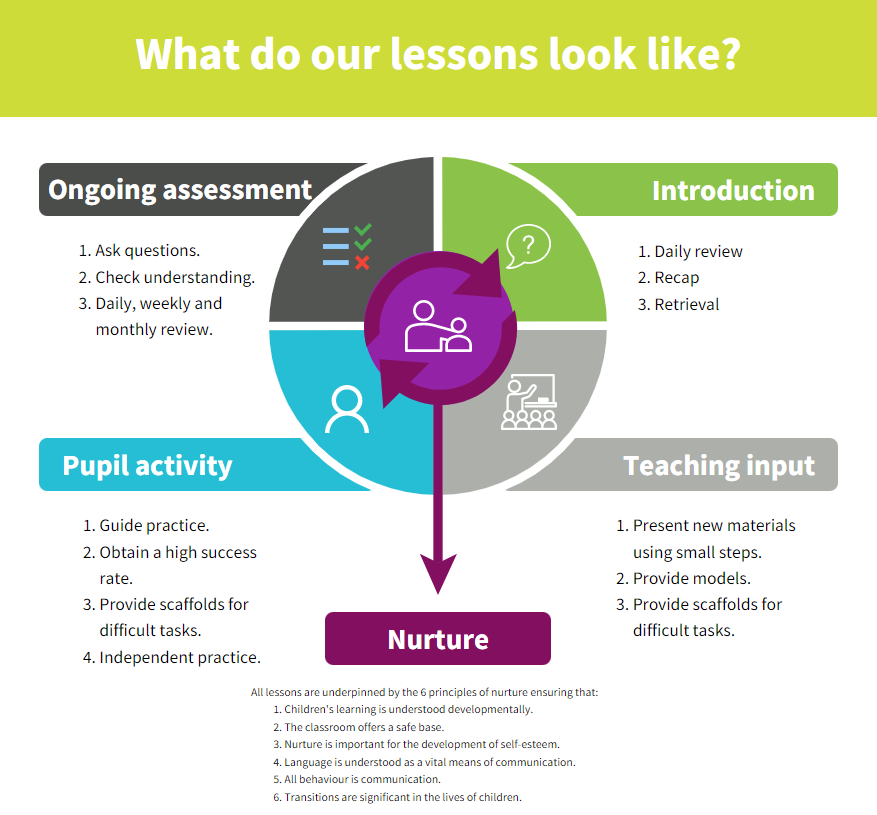 What do our lessons look like?
Ongoing assessment
1. Ask questions.
2. Check understanding.
3. Daily, weekly and
monthly review.
Introduction
1. Daily review
2. Recap
3. Retrieval
?
Pupil activity
1. Guide practice.
2. Obtain a high success
rate.
3. Provide scaffolds for
difficult tasks.
4. Independent practice.
Teaching input
1. Present new materials
using small steps.
2. Provide models.
3. Provide scaffolds for
difficult tasks.
Nurture
All lessons are underpinned by the 6 principles of nurture ensuring that:
1. Children's learning is understood developmentally.
2. The classroom offers a safe base.
3. Nurture is important for the development of self-esteem.
4. Language is understood as a vital means of communication.
5. All behaviour is communication.
6. Transitions are significant in the lives of children.